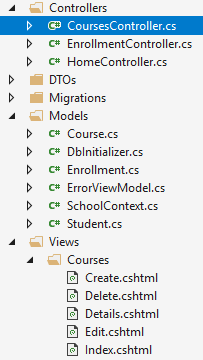 Controllers
C# CoursesController.cs
C# EnrollmentController.cs
C# HomeController.cs
DTOs
Migrations
Models
C# Course.cs
C# DbInitializer.cs
C# Enrollment.cs
C# ErrorViewModel.cs
C# SchoolContext.cs
C# Student.cs
Views
Courses
Create.cshtml
Delete.cshtml
Details.cshtml
Edit.cshtml
Index.cshtml